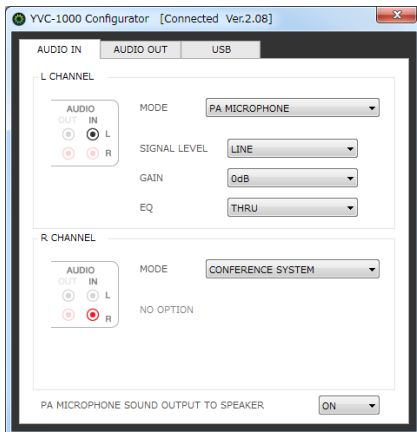 YVC-1000 Configurator [Connected Ver.2.08]
AUDIO IN AUDIO OUT USB
L CHANNEL
AUDIO
OUT IN
L
R
MODE PA MICROPHONE
SIGNAL LEVEL LINE
GAIN 0dB
EQ THRU
R CHANNEL
AUDIO
OUT IN
L
R
MODE CONFERENCE SYSTEM
NO OPTION
PA MICROPHONE SOUND OUTPUT TO SPEAKER ON